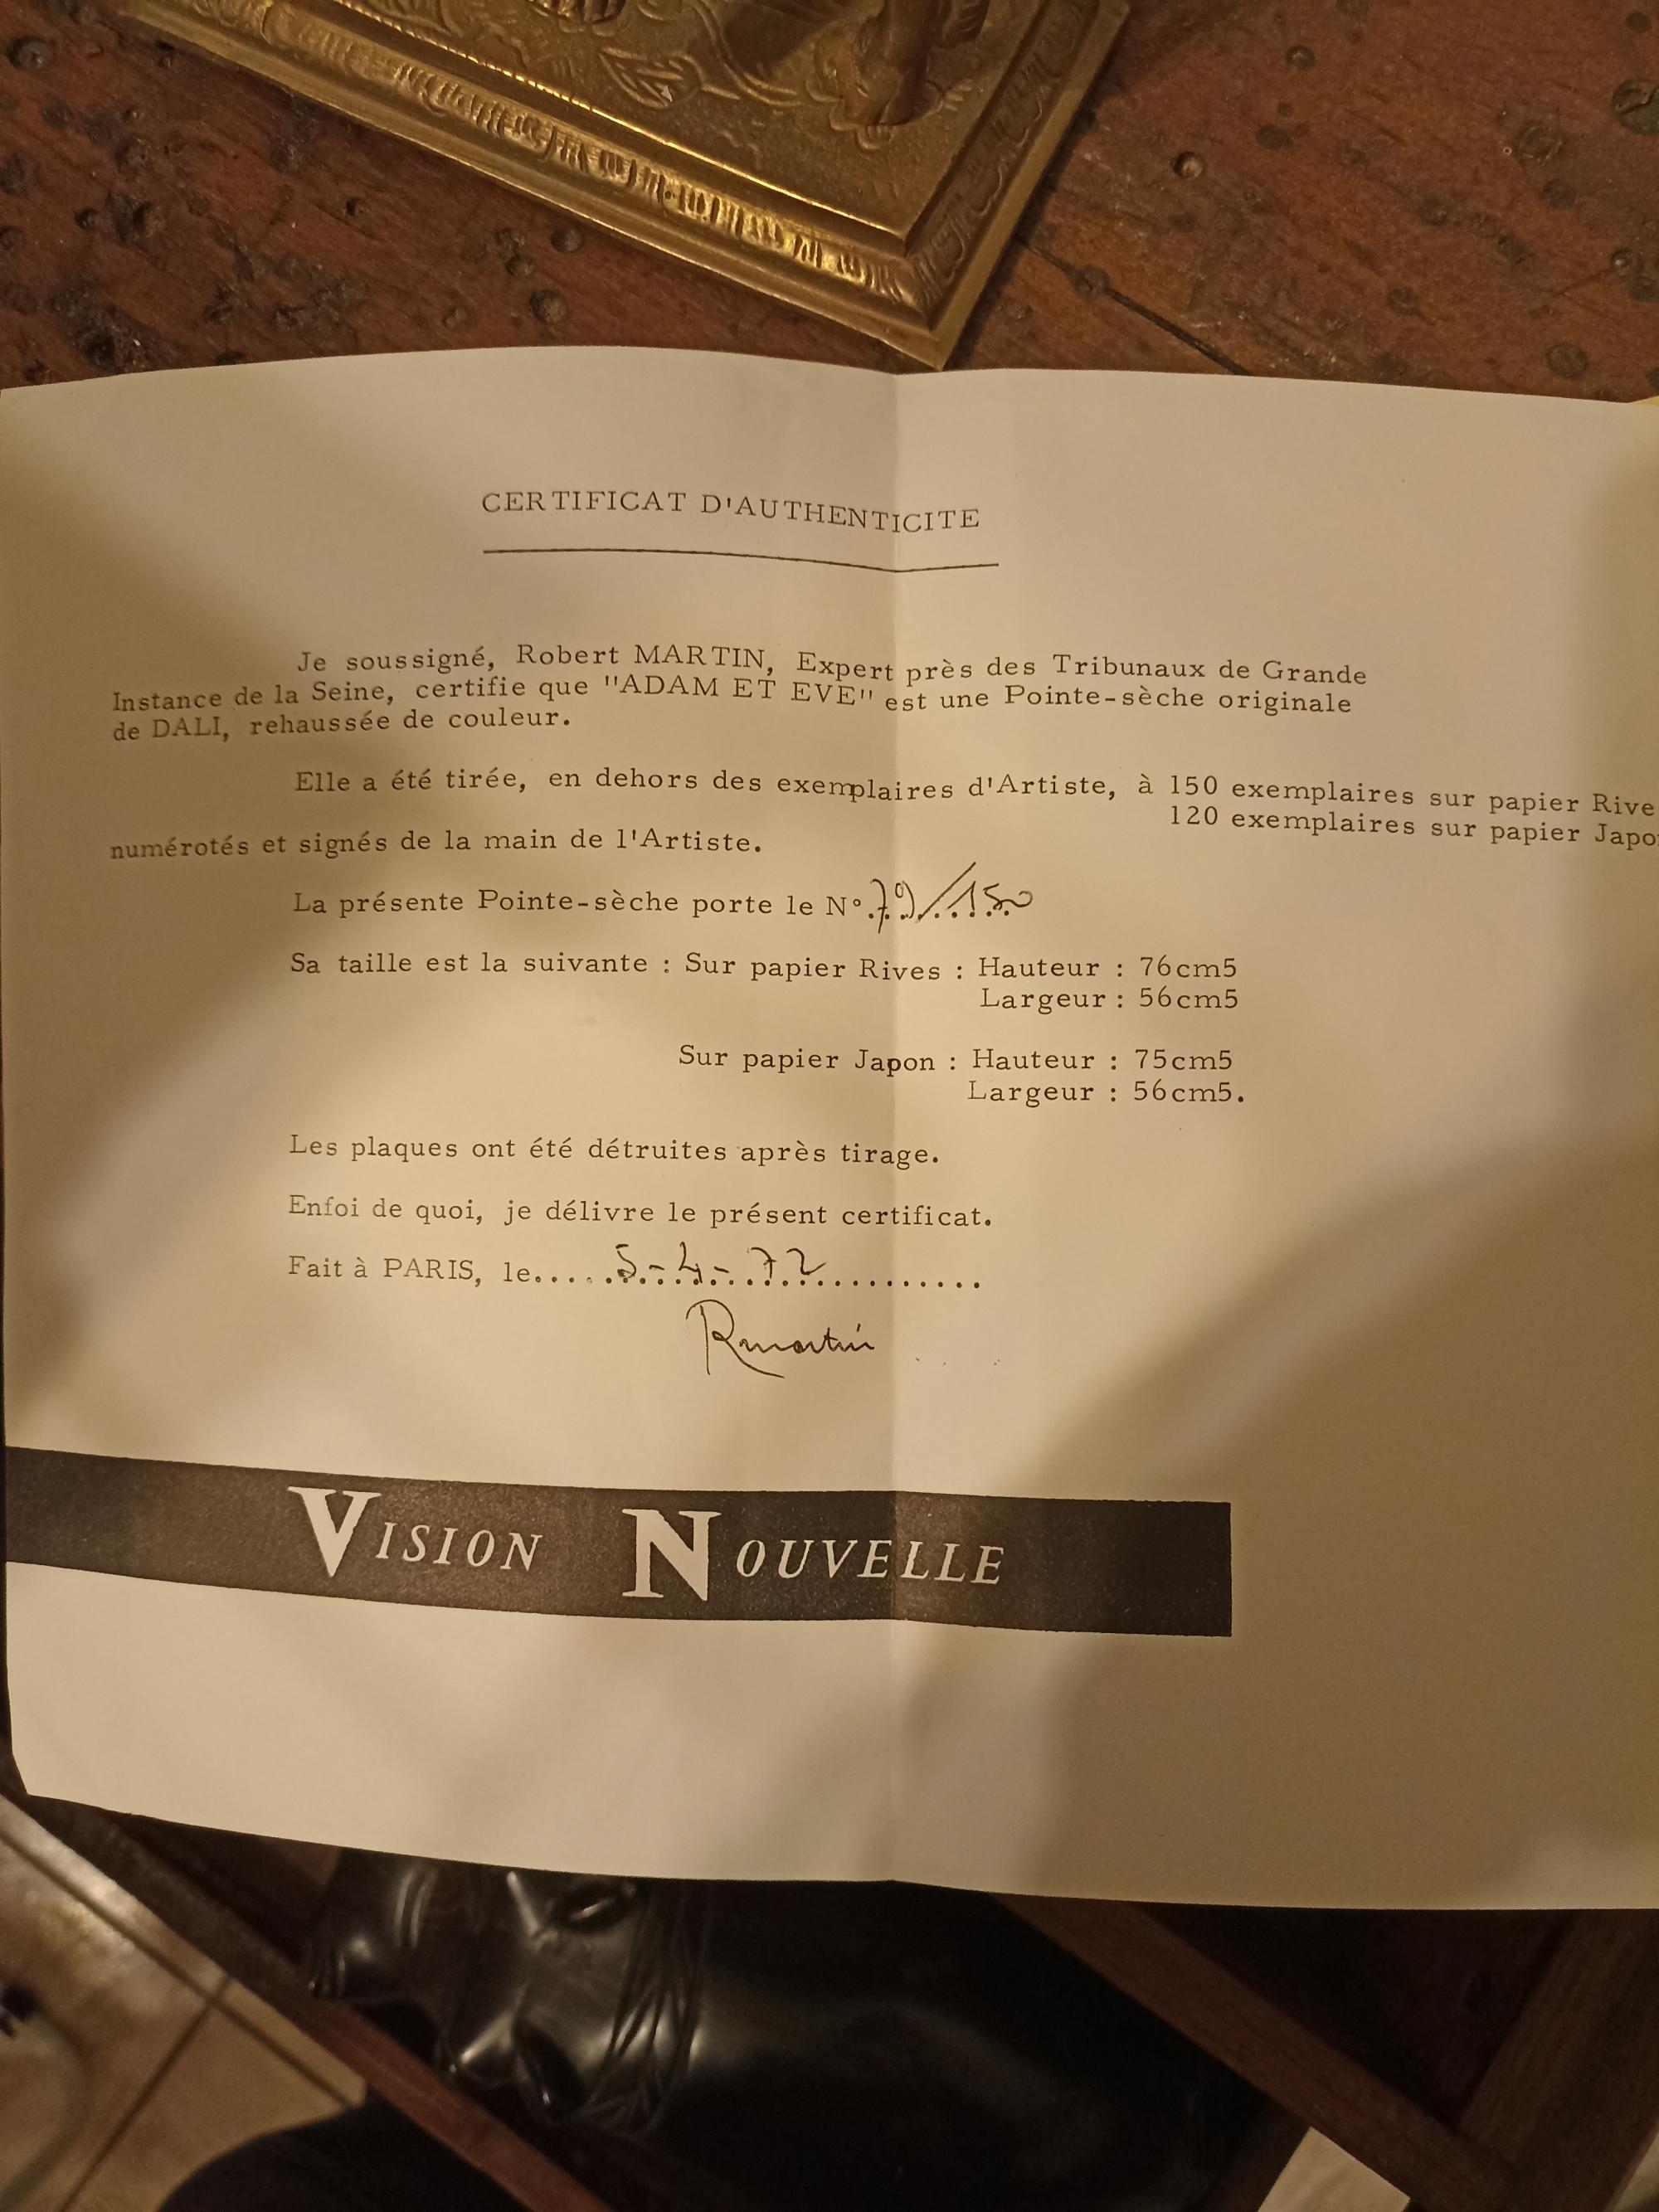 CERTIFICAT D'AUTHENTICITE
Je soussigné, Robert MARTIN, Expert près des Tribunaux de Grande
Instance de la Seine, certifie que "ADAM ET EVE" est une Pointe-sèche originale
de DALI, rehaussée de couleur.
Elle a été tirée, en dehors des exemplaires d'Artiste, à 150 exemplaires sur papier Rive
120 exemplaires sur papier Japo
numérotés et signés de la main de l'Artiste.
La présente Pointe-sèche porte le N° 79/150
Sa taille est la suivante : Sur papier Rives : Hauteur : 76cm5
Largeur : 56cm5
Sur papier Japon : Hauteur : 75cm5
Largeur : 56cm5.
Les plaques ont été détruites après tirage.
Enfoi de quoi, je délivre le présent certificat.
Fait à PARIS, le..... 5-4-72 ............
RMartin
VISION NOUVELLE